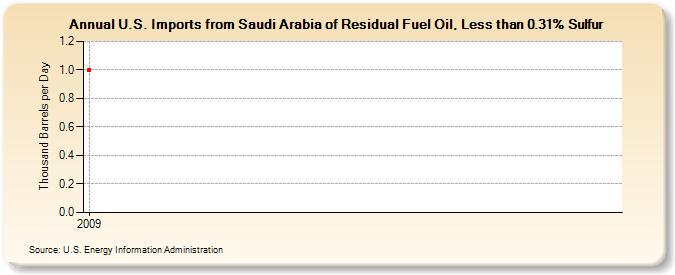 Annual U.S. Imports from Saudi Arabia of Residual Fuel Oil, Less than 0.31% Sulfur
Thousand Barrels per Day
1.2
1.0
0.8
0.6
0.4
0.2
0.0
2009
Source: U.S. Energy Information Administration